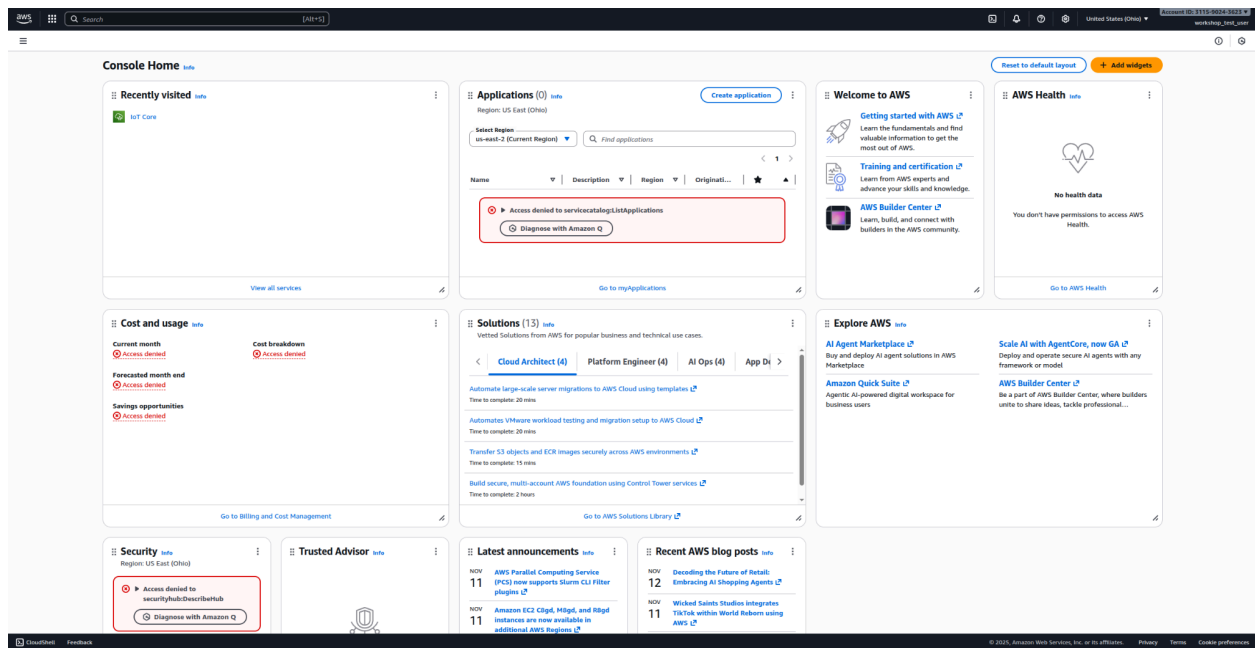 aws
Search
[Alt+S]
United States (Ohio)
Account ID: 3115-9024-3623
workshop_test_user
Console Home Info
Reset to default layout
+ Add widgets
Recently visited Info
IoT Core
View all services
Applications (0) Info
Create application
Region: US East (Ohio)
Select Region
us-east-2 (Current Region)
Find applications
1
Name
Description
Region
Originati...
Access denied to servicecatalog:ListApplications
Diagnose with Amazon Q
Go to myApplications
Welcome to AWS
Getting started with AWS
Learn the fundamentals and find
valuable information to get the
most out of AWS.
Training and certification
Learn from AWS experts and
advance your skills and knowledge.
AWS Builder Center
Learn, build, and connect with
builders in the AWS community.
AWS Health Info
No health data
You don't have permissions to access AWS
Health.
Go to AWS Health
Cost and usage Info
Current month
Access denied
Cost breakdown
Access denied
Forecasted month end
Access denied
Savings opportunities
Access denied
Go to Billing and Cost Management
Solutions (13) Info
Vetted Solutions from AWS for popular business and technical use cases.
Cloud Architect (4)
Platform Engineer (4)
AI Ops (4)
App De
Automate large-scale server migrations to AWS Cloud using templates
Time to complete: 20 mins
Automates VMware workload testing and migration setup to AWS Cloud
Time to complete: 20 mins
Transfer S3 objects and ECR images securely across AWS environments
Time to complete: 15 mins
Build secure, multi-account AWS foundation using Control Tower services
Time to complete: 2 hours
Go to AWS Solutions Library
Explore AWS Info
AI Agent Marketplace
Buy and deploy AI agent solutions in AWS
Marketplace
Amazon Quick Suite
Agentic AI-powered digital workspace for
business users
Scale AI with AgentCore, now GA
Deploy and operate secure AI agents with any
framework or model
AWS Builder Center
Be a part of AWS Builder Center, where builders
unite to share ideas, tackle professional...
Security Info
Region: US East (Ohio)
Access denied to
securityhub:DescribeHub
Diagnose with Amazon Q
Trusted Advisor Info
Latest announcements Info
NOV
11
AWS Parallel Computing Service
(PCS) now supports Slurm CLI Filter
plugins
NOV
11
Amazon EC2 C8gd, M8gd, and R8gd
instances are now available in
additional AWS Regions
Recent AWS blog posts Info
NOV
12
Decoding the Future of Retail:
Embracing AI Shopping Agents
NOV
11
Wicked Saints Studios integrates
TikTok within World Reborn using
AWS
CloudShell
Feedback
© 2025, Amazon Web Services, Inc. or its affiliates.
Privacy
Terms
Cookie preferences